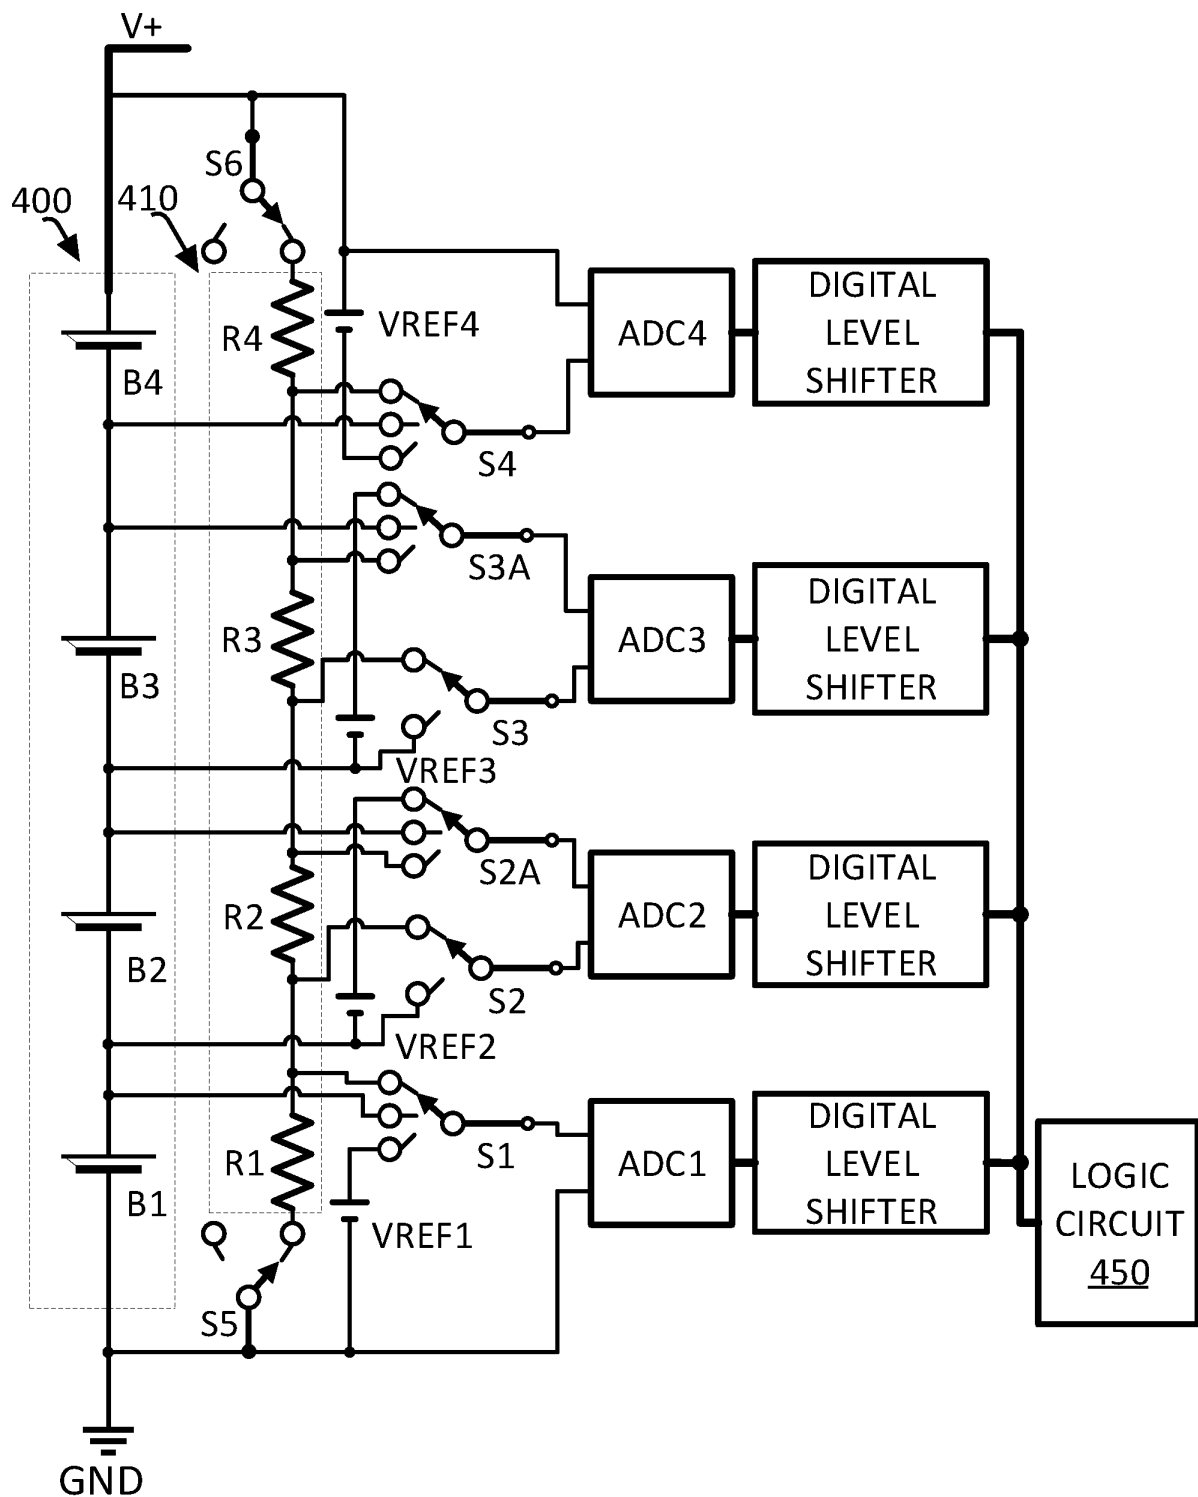 V+
S6
400
410
R4
VREF4
ADC4
DIGITAL
LEVEL
SHIFTER
B4
S4
S3A
R3
ADC3
DIGITAL
LEVEL
SHIFTER
B3
S3
VREF3
S2A
R2
ADC2
DIGITAL
LEVEL
SHIFTER
B2
S2
VREF2
S1
R1
ADC1
DIGITAL
LEVEL
SHIFTER
B1
VREF1
LOGIC
CIRCUIT
450
S5
GND